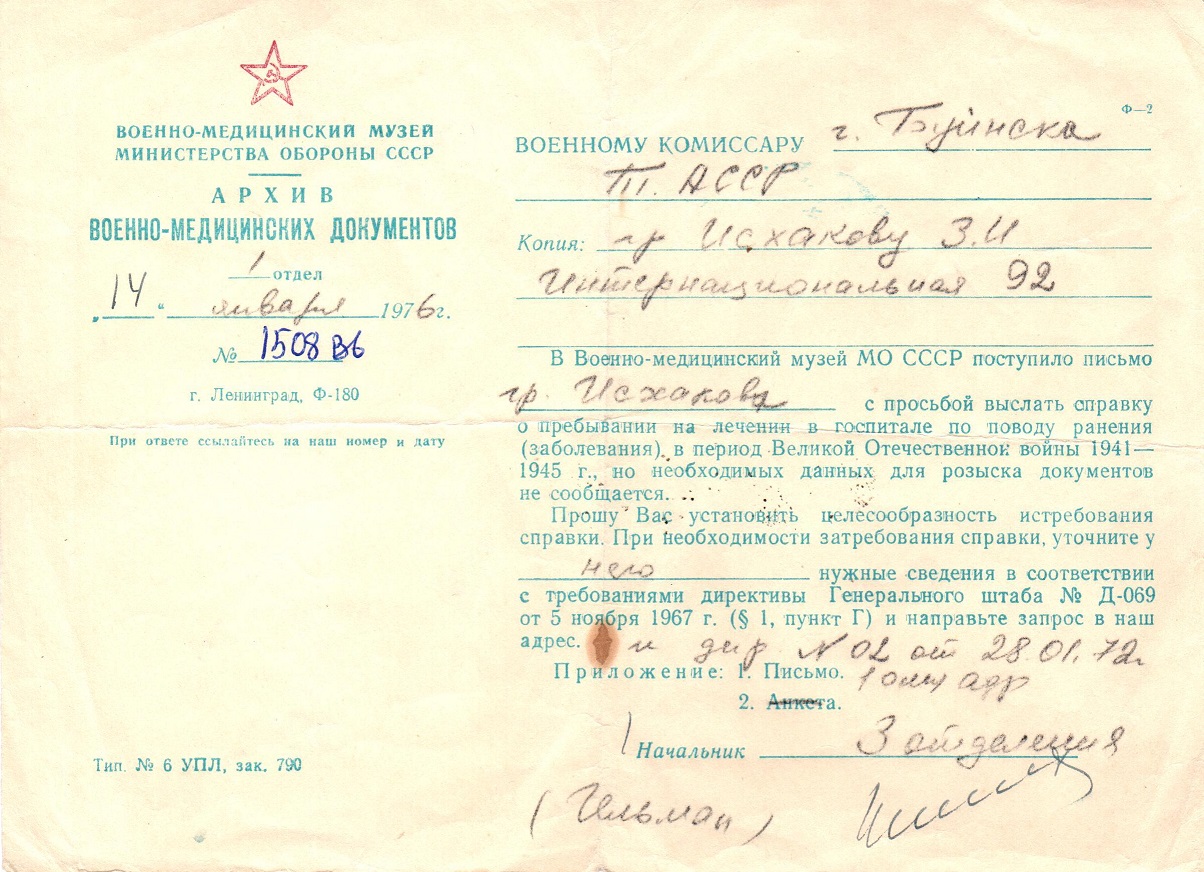 ВОЕННО-МЕДИЦИНСКИЙ МУЗЕЙ
МИНИСТЕРСТВА ОБОРОНЫ СССР
АРХИВ
ВОЕННО-МЕДИЦИНСКИХ ДОКУМЕНТОВ
1 отдел
„14“ января 1976 г.
№ 1508 В6
г. Ленинград, Ф-180
При ответе ссылайтесь на наш номер и дату
Тип. № 6 УПЛ, зак. 790
Ф—2
ВОЕННОМУ КОМИССАРУ г. Буинска
Т. АССР
Копия: гр Исхакову З.И
Интернациональная 92
В Военно-медицинский музей МО СССР поступило письмо
гр. Исхакову с просьбой выслать справку
о пребывании на лечении в госпитале по поводу ранения
(заболевания), в период Великой Отечественной войны 1941—
1945 г., но необходимых данных для розыска документов
не сообщается.
Прошу Вас установить целесообразность истребования
справки. При необходимости затребования справки, уточните у
него нужные сведения в соответствии
с требованиями директивы Генерального штаба № Д-069
от 5 ноября 1967 г. (§ 1, пункт Г) и направьте запрос в наш
адрес. и дир N 02 от 28.01.72г
Приложение: 1. Письмо. адр
2. Анкета.
Начальник 3 отделения
(Гельман)